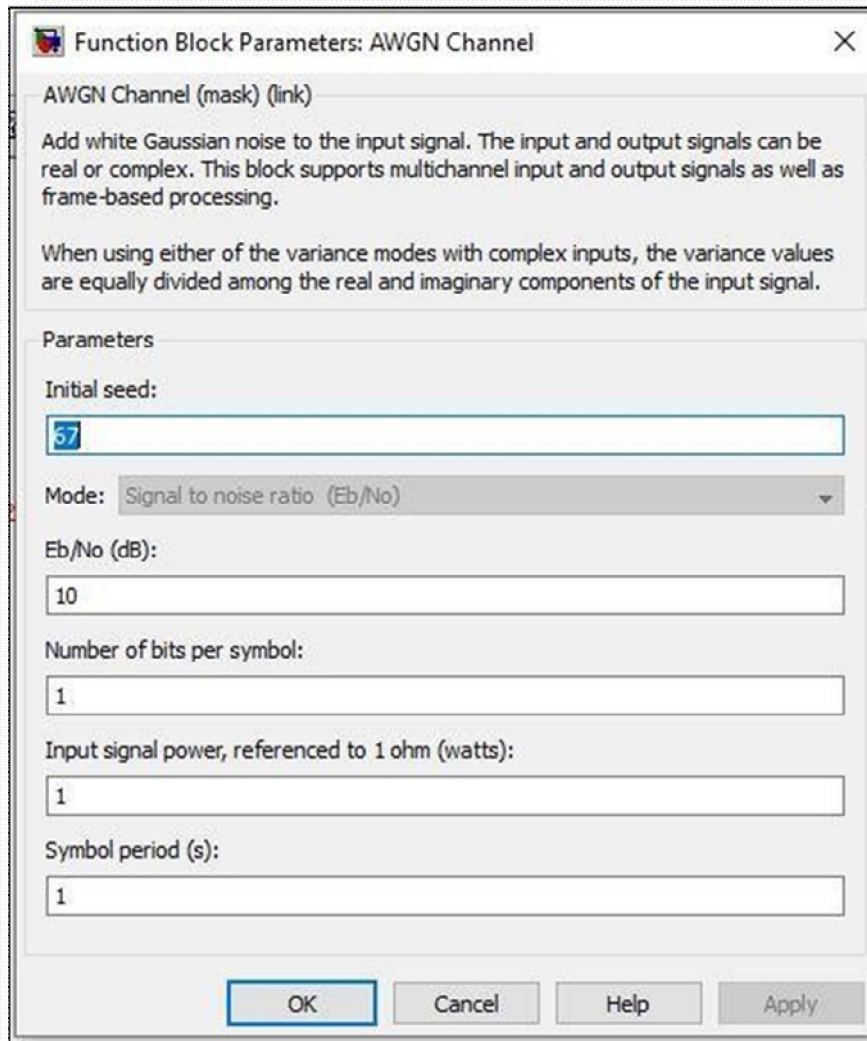 Function Block Parameters: AWGN Channel
AWGN Channel (mask) (link)
Add white Gaussian noise to the input signal. The input and output signals can be
real or complex. This block supports multichannel input and output signals as well as
frame-based processing.
When using either of the variance modes with complex inputs, the variance values
are equally divided among the real and imaginary components of the input signal.
Parameters
Initial seed:
67
Mode: Signal to noise ratio (Eb/No)
Eb/No (dB):
10
Number of bits per symbol:
1
Input signal power, referenced to 1 ohm (watts):
1
Symbol period (s):
1
OK Cancel Help Apply